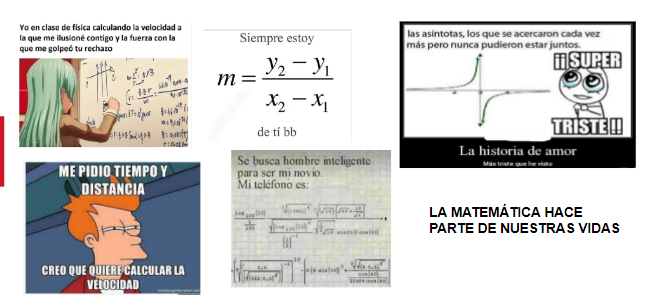 Yo en clase de física calculando la velocidad a
la que me ilusioné contigo y la fuerza con la
que me golpeó tu rechazo
Siempre estoy
m = y₂ − y₁ / x₂ − x₁
de tí bb
las asíntotas, los que se acercaron cada vez
más pero nunca pudieron estar juntos.
¡¡SUPER
TRISTE!!
La historia de amor
Más triste que he visto
ME PIDIO TIEMPO Y
DISTANCIA
CREO QUE QUIERE CALCULAR LA
VELOCIDAD
Se busca hombre inteligente
para ser mi novio.
Mi teléfono es:
LA MATEMÁTICA HACE
PARTE DE NUESTRAS VIDAS